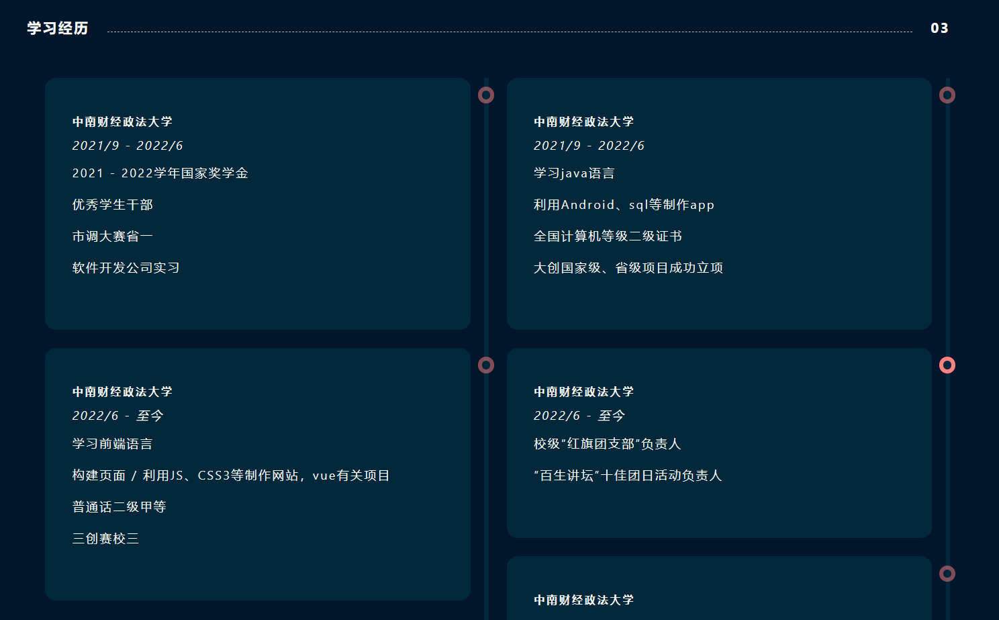 学习经历
03
中南财经政法大学
2021/9 - 2022/6
2021 - 2022学年国家奖学金
优秀学生干部
市调大赛省一
软件开发公司实习
中南财经政法大学
2021/9 - 2022/6
学习java语言
利用Android、sql等制作app
全国计算机等级二级证书
大创国家级、省级项目成功立项
中南财经政法大学
2022/6 - 至今
学习前端语言
构建页面 / 利用JS、CSS3等制作网站，vue有关项目
普通话二级甲等
三创赛校三
中南财经政法大学
2022/6 - 至今
校级“红旗团支部”负责人
“百生讲坛”十佳团日活动负责人
中南财经政法大学